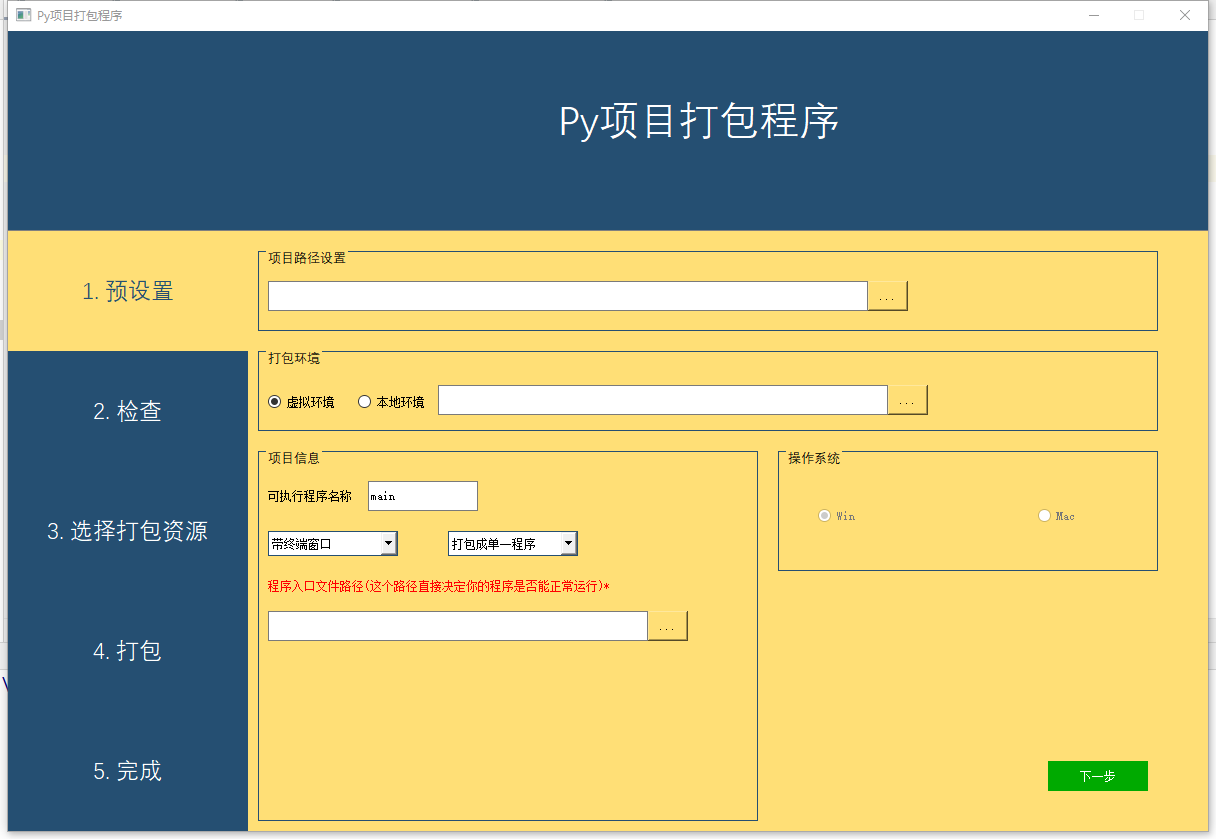 Py项目打包程序
Py项目打包程序
1. 预设置
2. 检查
3. 选择打包资源
4. 打包
5. 完成
项目路径设置
...
打包环境
虚拟环境 本地环境 ...
项目信息
可执行程序名称 main
带终端窗口 打包成单一程序
程序入口文件路径(这个路径直接决定你的程序是否能正常运行)*
...
操作系统
Win Mac
下一步